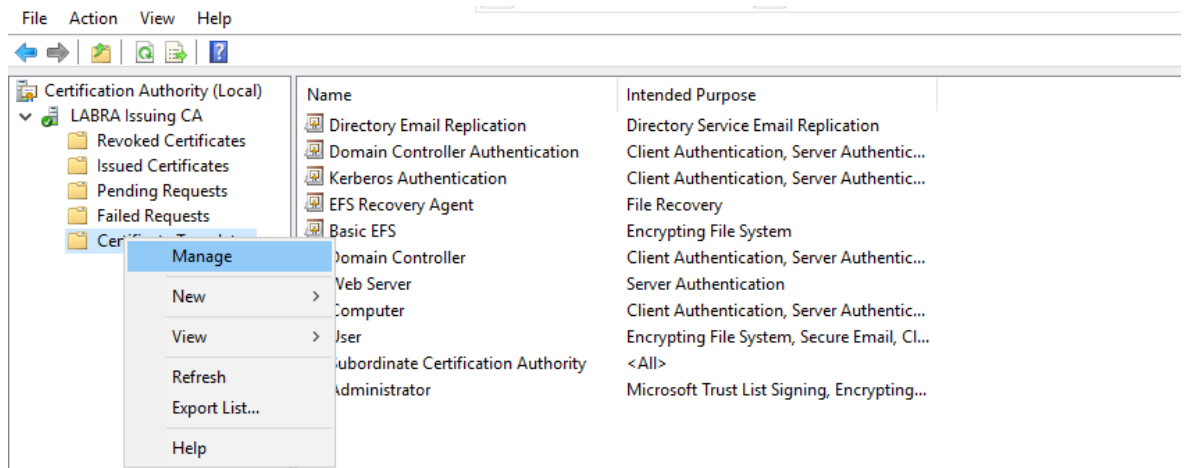 File Action View Help
Certification Authority (Local)
LABRA Issuing CA
Revoked Certificates
Issued Certificates
Pending Requests
Failed Requests
Manage
New
View
Refresh
Export List...
Help
Name Intended Purpose
Directory Email Replication Directory Service Email Replication
Domain Controller Authentication Client Authentication, Server Authentic...
Kerberos Authentication Client Authentication, Server Authentic...
EFS Recovery Agent File Recovery
Basic EFS Encrypting File System
Domain Controller Client Authentication, Server Authentic...
Web Server Server Authentication
Computer Client Authentication, Server Authentic...
User Encrypting File System, Secure Email, Cl...
Subordinate Certification Authority <All>
Administrator Microsoft Trust List Signing, Encrypting...